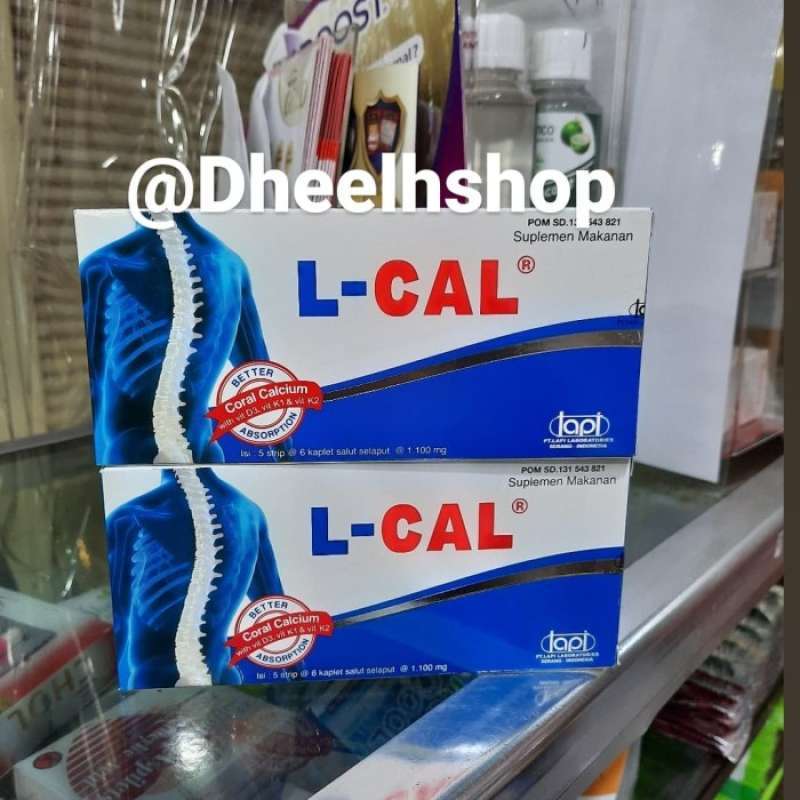 BOOST
@Dheelhshop
POM SD.131 543 821
Suplemen Makanan
L-CAL®
BETTER
Coral Calcium
with vit D3, vit K1 & vit K2
ABSORPTION
lapi
PT.LAPI LABORATORIES
SERANG - INDONESIA
Isi : 5 strip @ 6 kaplet salut selaput @ 1.100 mg
POM SD.131 543 821
Suplemen Makanan
L-CAL®
BETTER
Coral Calcium
with vit D3, vit K1 & vit K2
ABSORPTION
lapi
PT.LAPI LABORATORIES
SERANG - INDONESIA
Isi : 5 strip @ 6 kaplet salut selaput @ 1.100 mg